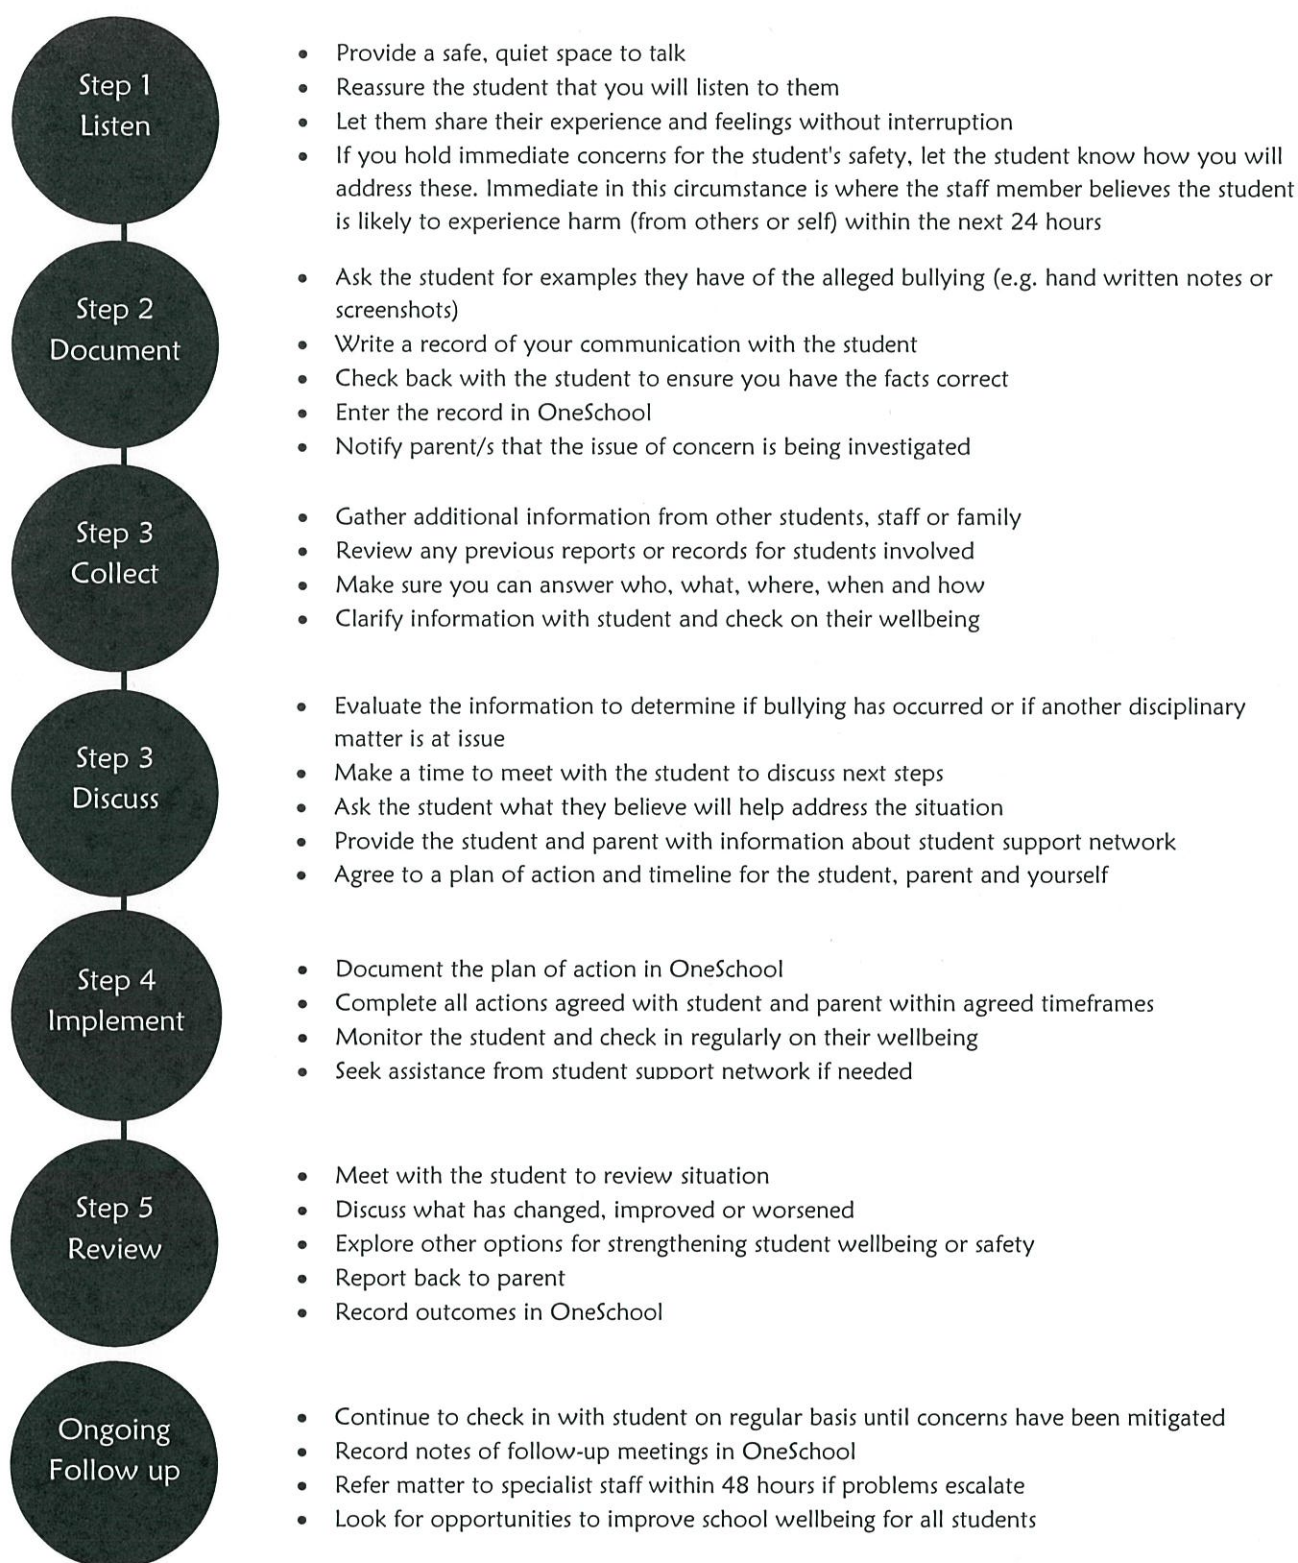 Step 1
Listen
• Provide a safe, quiet space to talk
• Reassure the student that you will listen to them
• Let them share their experience and feelings without interruption
• If you hold immediate concerns for the student's safety, let the student know how you will
address these. Immediate in this circumstance is where the staff member believes the student
is likely to experience harm (from others or self) within the next 24 hours
Step 2
Document
• Ask the student for examples they have of the alleged bullying (e.g. hand written notes or
screenshots)
• Write a record of your communication with the student
• Check back with the student to ensure you have the facts correct
• Enter the record in OneSchool
• Notify parent/s that the issue of concern is being investigated
Step 3
Collect
• Gather additional information from other students, staff or family
• Review any previous reports or records for students involved
• Make sure you can answer who, what, where, when and how
• Clarify information with student and check on their wellbeing
Step 3
Discuss
• Evaluate the information to determine if bullying has occurred or if another disciplinary
matter is at issue
• Make a time to meet with the student to discuss next steps
• Ask the student what they believe will help address the situation
• Provide the student and parent with information about student support network
• Agree to a plan of action and timeline for the student, parent and yourself
Step 4
Implement
• Document the plan of action in OneSchool
• Complete all actions agreed with student and parent within agreed timeframes
• Monitor the student and check in regularly on their wellbeing
• Seek assistance from student support network if needed
Step 5
Review
• Meet with the student to review situation
• Discuss what has changed, improved or worsened
• Explore other options for strengthening student wellbeing or safety
• Report back to parent
• Record outcomes in OneSchool
Ongoing
Follow up
• Continue to check in with student on regular basis until concerns have been mitigated
• Record notes of follow-up meetings in OneSchool
• Refer matter to specialist staff within 48 hours if problems escalate
• Look for opportunities to improve school wellbeing for all students